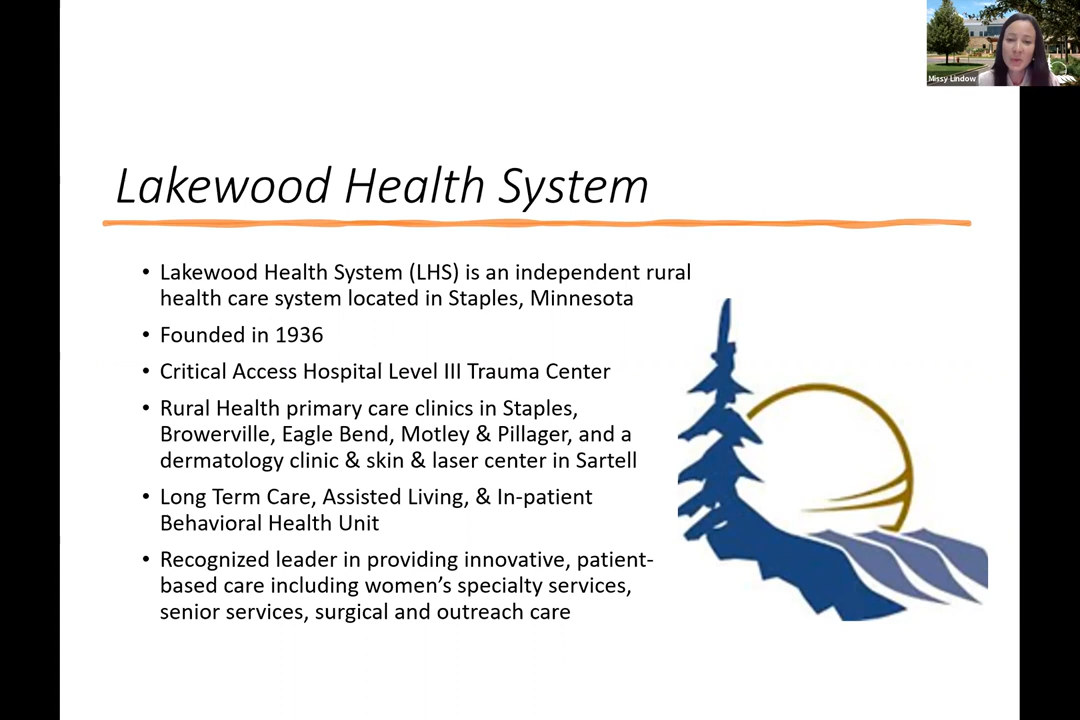 Missy Lindow
Lakewood Health System
• Lakewood Health System (LHS) is an independent rural
health care system located in Staples, Minnesota
• Founded in 1936
• Critical Access Hospital Level III Trauma Center
• Rural Health primary care clinics in Staples,
Browerville, Eagle Bend, Motley & Pillager, and a
dermatology clinic & skin & laser center in Sartell
• Long Term Care, Assisted Living, & In-patient
Behavioral Health Unit
• Recognized leader in providing innovative, patient-
based care including women’s specialty services,
senior services, surgical and outreach care